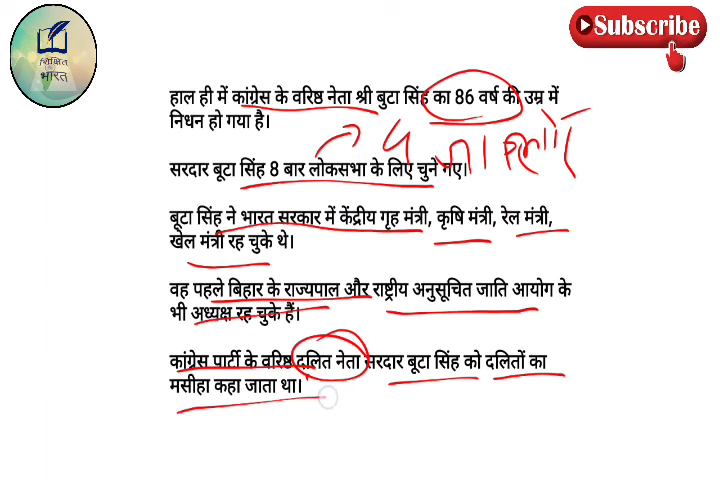 शिक्षित
भारत
Subscribe
हाल ही में कांग्रेस के वरिष्ठ नेता श्री बुटा सिंह का 86 वर्ष की उम्र में
निधन हो गया है।
सरदार बूटा सिंह 8 बार लोकसभा के लिए चुने गए।
बूटा सिंह ने भारत सरकार में केंद्रीय गृह मंत्री, कृषि मंत्री, रेल मंत्री,
खेल मंत्री रह चुके थे।
वह पहले बिहार के राज्यपाल और राष्ट्रीय अनुसूचित जाति आयोग के
भी अध्यक्ष रह चुके हैं।
कांग्रेस पार्टी के वरिष्ठ दलित नेता सरदार बूटा सिंह को दलितों का
मसीहा कहा जाता था।